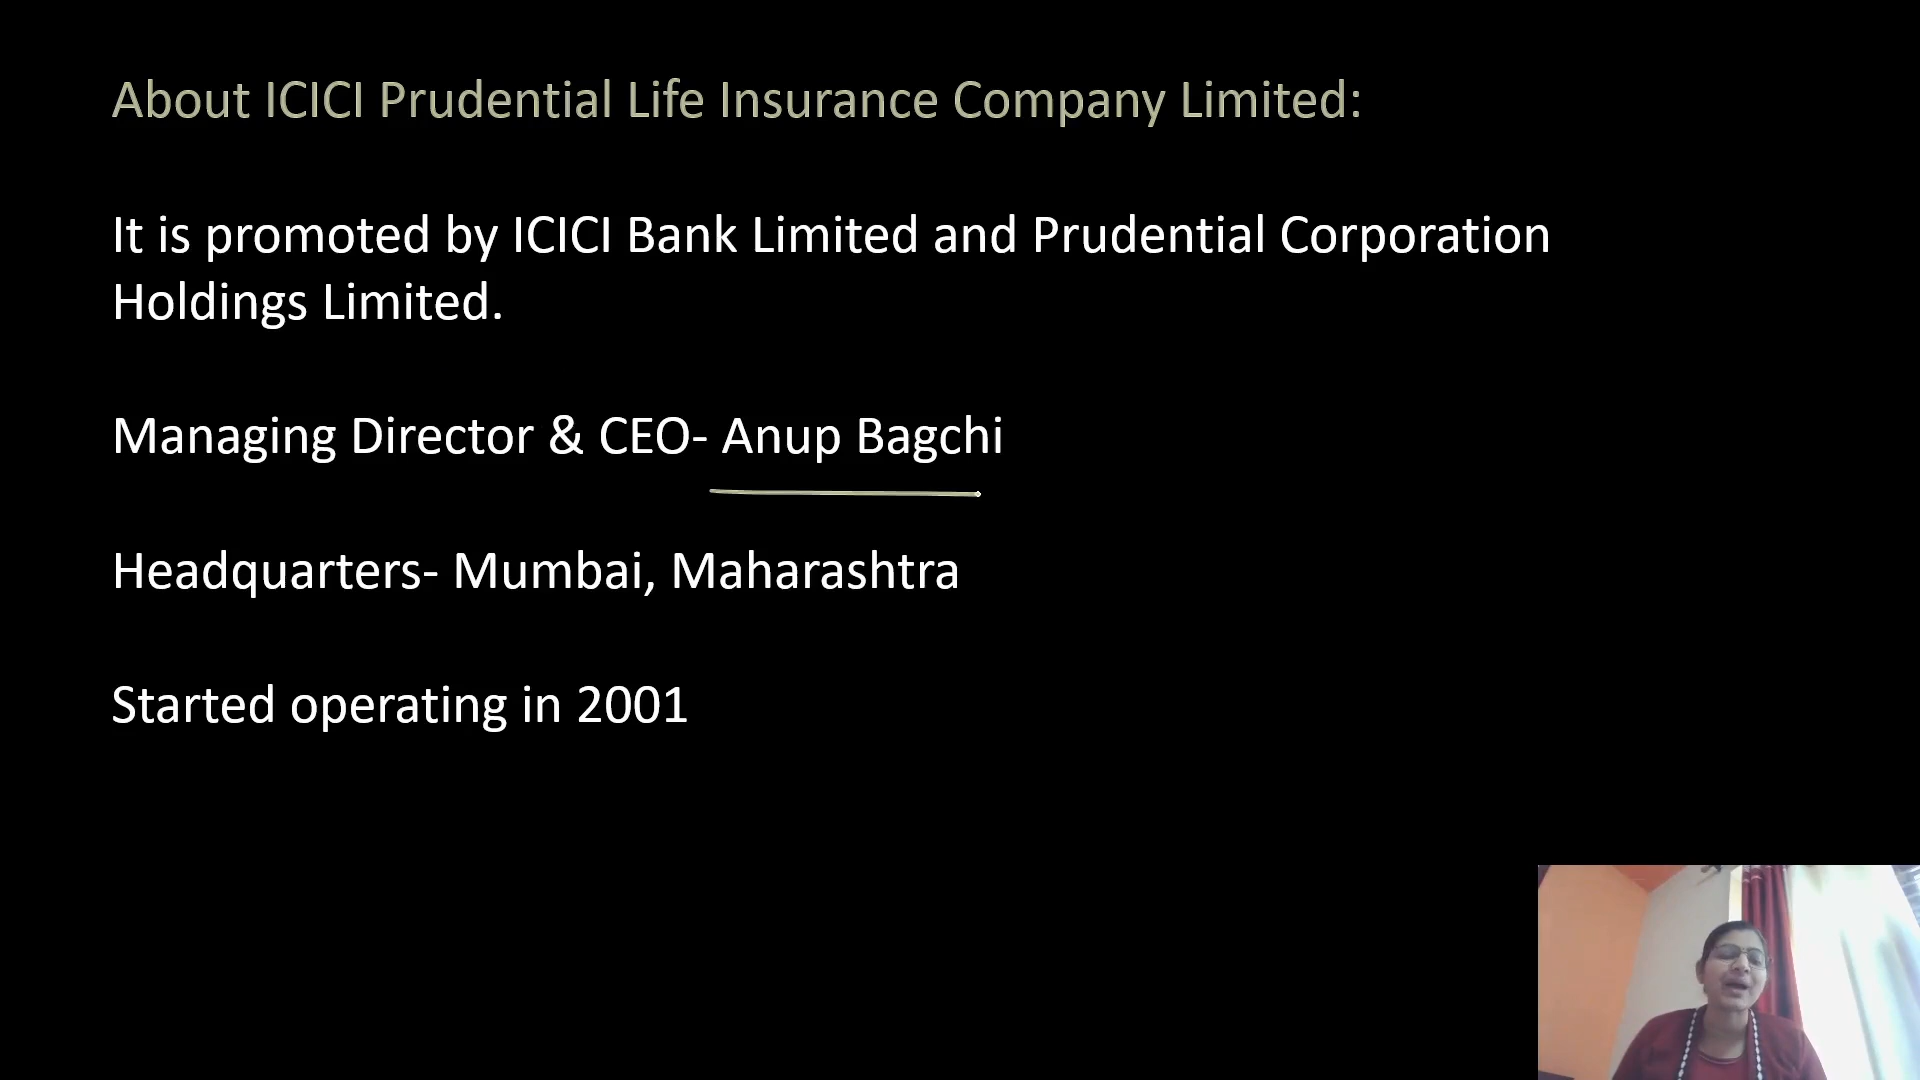 About ICICI Prudential Life Insurance Company Limited:
It is promoted by ICICI Bank Limited and Prudential Corporation
Holdings Limited.
Managing Director & CEO- Anup Bagchi
Headquarters- Mumbai, Maharashtra
Started operating in 2001